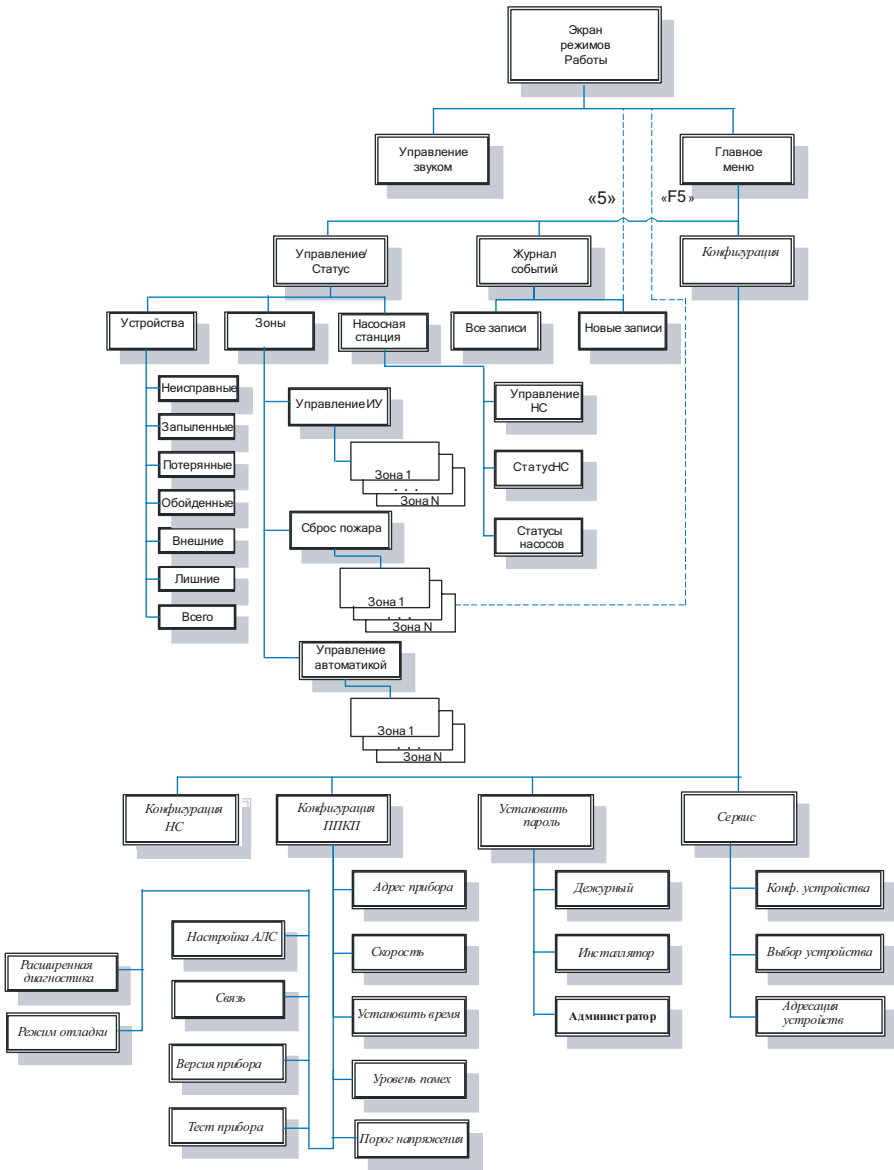 Экран
режимов
Работы
Управление
звуком
Главное
меню
«5»
«F5»
Управление/
Статус
Журнал
событий
Конфигурация
Устройства
Зоны
Насосная
станция
Все записи
Новые записи
Неисправные
Запыленные
Потерянные
Обойденные
Внешние
Лишние
Всего
Управление ИУ
Зона 1
. . .
Зона N
Сброс пожара
Зона 1
. . .
Зона N
Управление
автоматикой
Зона 1
. . .
Зона N
Управление
НС
Статус НС
Статусы
насосов
Конфигурация
НС
Конфигурация
ППКП
Установить
пароль
Сервис
Адрес прибора
Скорость
Установить время
Уровень помех
Порог напряжения
Настройка АЛС
Связь
Версия прибора
Тест прибора
Расширенная
диагностика
Режим отладки
Дежурный
Инсталлятор
Администратор
Конф. устройства
Выбор устройства
Адресация
устройств